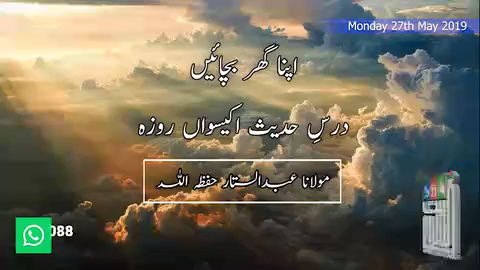 Monday 27th May 2019
اپنا گھر بچائیں
درسِ حدیث اکیسواں روزہ
مولانا عبدالستار حفظہ اللہ
088